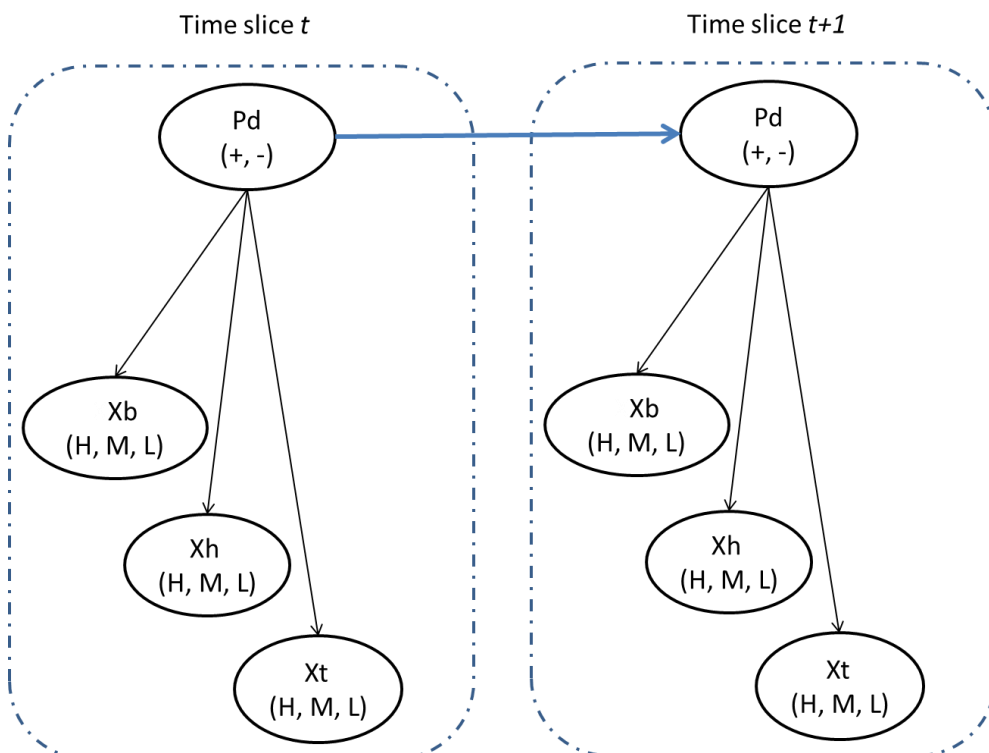 Time slice t
Time slice t+1
Pd
(+, -)
Pd
(+, -)
Xb
(H, M, L)
Xb
(H, M, L)
Xh
(H, M, L)
Xh
(H, M, L)
Xt
(H, M, L)
Xt
(H, M, L)